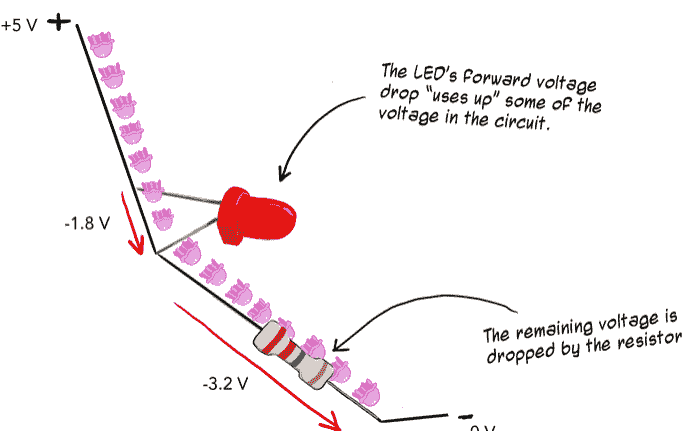 +5 V +
The LED's forward voltage
drop "uses up" some of the
voltage in the circuit.
-1.8 V
The remaining voltage is
dropped by the resistor
-3.2 V
-
0 V